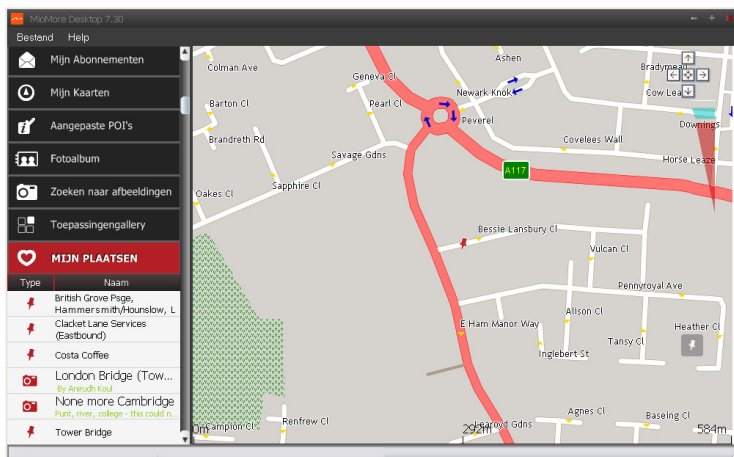 MioMore Desktop 7.30
Bestand Help
Mijn Abonnementen
Mijn Kaarten
Aangepaste POI's
Fotoalbum
Zoeken naar afbeeldingen
Toepassingengallery
MIJN PLAATSEN
Type Naam
British Grove Psge,
Hammersmith/Hounslow, L
Clacket Lane Services
(Eastbound)
Costa Coffee
London Bridge (Tow...
By Anirudh Koul
None more Cambridge
Punt, river, college - this could n...
Tower Bridge
Colman Ave
Geneva Cl
Ashen
Bradymead
Newark Knok
Cow Lea
Barton Cl
Pearl Cl
Peverel
Downings
Brandreth Rd
Covelees Wall
Savage Gdns
Horse Leaze
A117
Oakes Cl
Sapphire Cl
Bessie Lansbury Cl
Vulcan Cl
Pennyroyal Ave
Alison Cl
E Ham Manor Way
Heather Cl
Tansy Cl
Inglebert St
Agnes Cl
Baseing Cl
Renfrew Cl
Campion Cl
Learoyd Gdns
0m
292m
584m